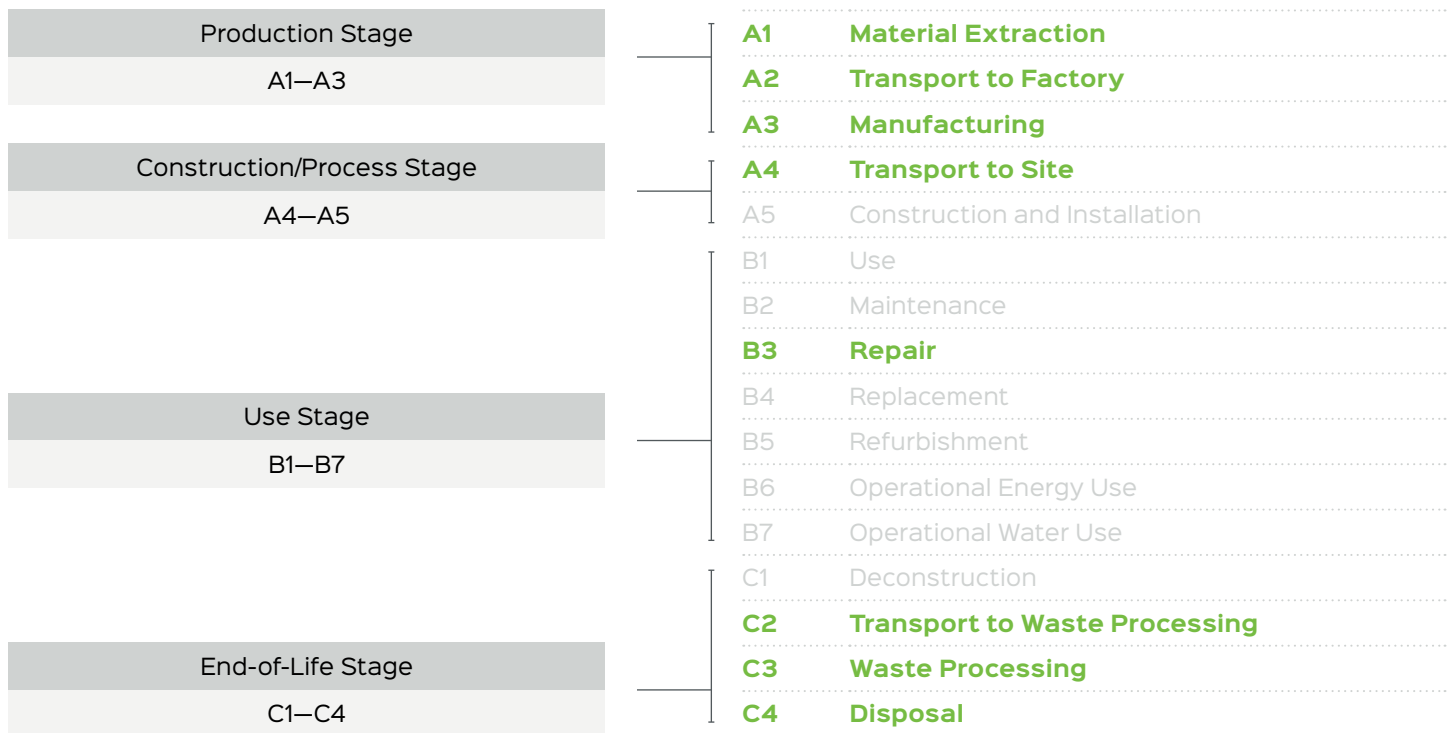 Production Stage
A1—A3
Construction/Process Stage
A4—A5
Use Stage
B1—B7
End-of-Life Stage
C1—C4
A1 Material Extraction
A2 Transport to Factory
A3 Manufacturing
A4 Transport to Site
A5 Construction and Installation
B1 Use
B2 Maintenance
B3 Repair
B4 Replacement
B5 Refurbishment
B6 Operational Energy Use
B7 Operational Water Use
C1 Deconstruction
C2 Transport to Waste Processing
C3 Waste Processing
C4 Disposal